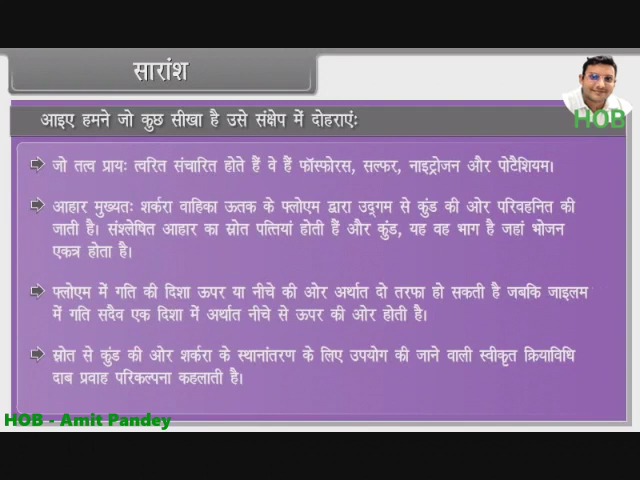 सारांश
HOB
आइए हमने जो कुछ सीखा है उसे संक्षेप में दोहराएं:
जो तत्व प्रायः त्वरित संचारित होते हैं वे हैं फॉस्फोरस, सल्फर, नाइट्रोजन और पोटैशियम।
आहार मुख्यतः शर्करा वाहिका ऊतक के फ्लोएम द्वारा उद्गम से कुंड की ओर परिवहनित की
जाती है। संश्लेषित आहार का स्रोत पत्तियां होती हैं और कुंड, यह वह भाग है जहां भोजन
एकत्र होता है।
फ्लोएम में गति की दिशा ऊपर या नीचे की ओर अर्थात दो तरफा हो सकती है जबकि जाइलम
में गति सदैव एक दिशा में अर्थात नीचे से ऊपर की ओर होती है।
स्रोत से कुंड की ओर शर्करा के स्थानांतरण के लिए उपयोग की जाने वाली स्वीकृत क्रियाविधि
दाब प्रवाह परिकल्पना कहलाती है।
HOB - Amit Pandey